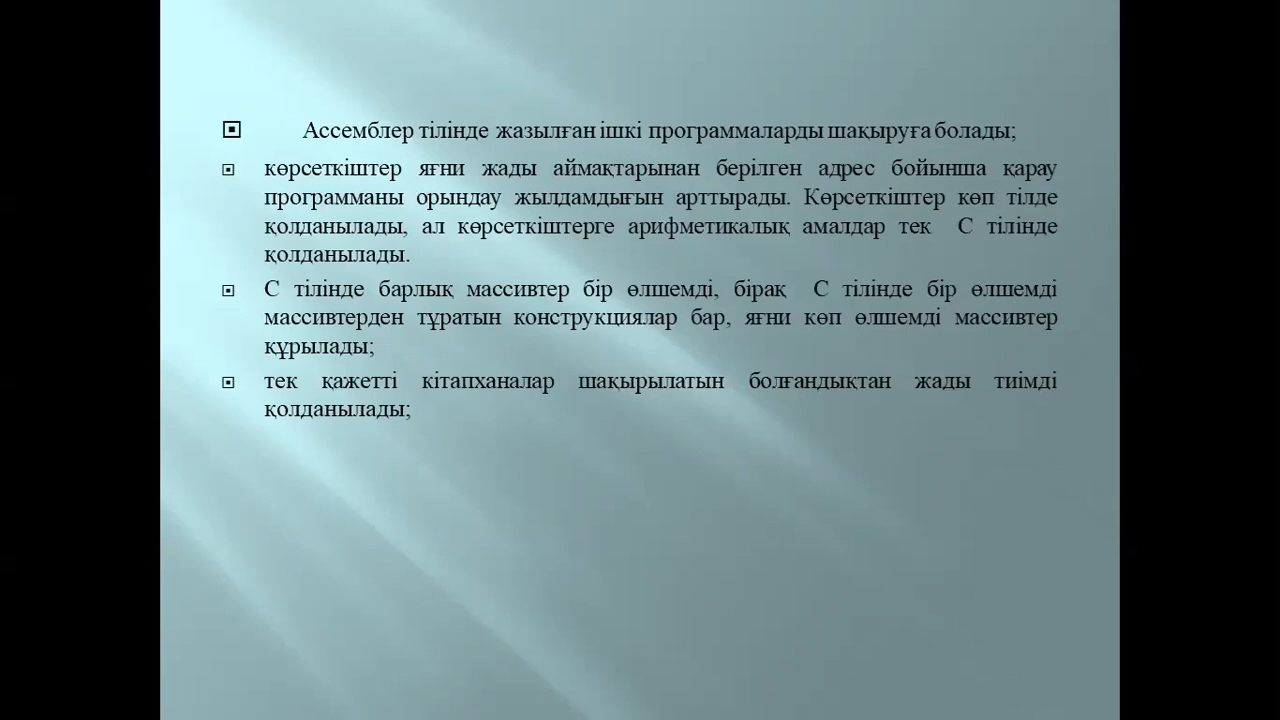 Ассемблер тілінде жазылған ішкі программаларды шақыруға болады;
көрсеткіштер яғни жады аймақтарынан берілген адрес бойынша қарау
программаны орындау жылдамдығын арттырады. Көрсеткіштер көп тілде
қолданылады, ал көрсеткіштерге арифметикалық амалдар тек С тілінде
қолданылады.
С тілінде барлық массивтер бір өлшемді, бірақ С тілінде бір өлшемді
массивтерден тұратын конструкциялар бар, яғни көп өлшемді массивтер
құрылады;
тек қажетті кітапханалар шақырылатын болғандықтан жады тиімді
қолданылады;